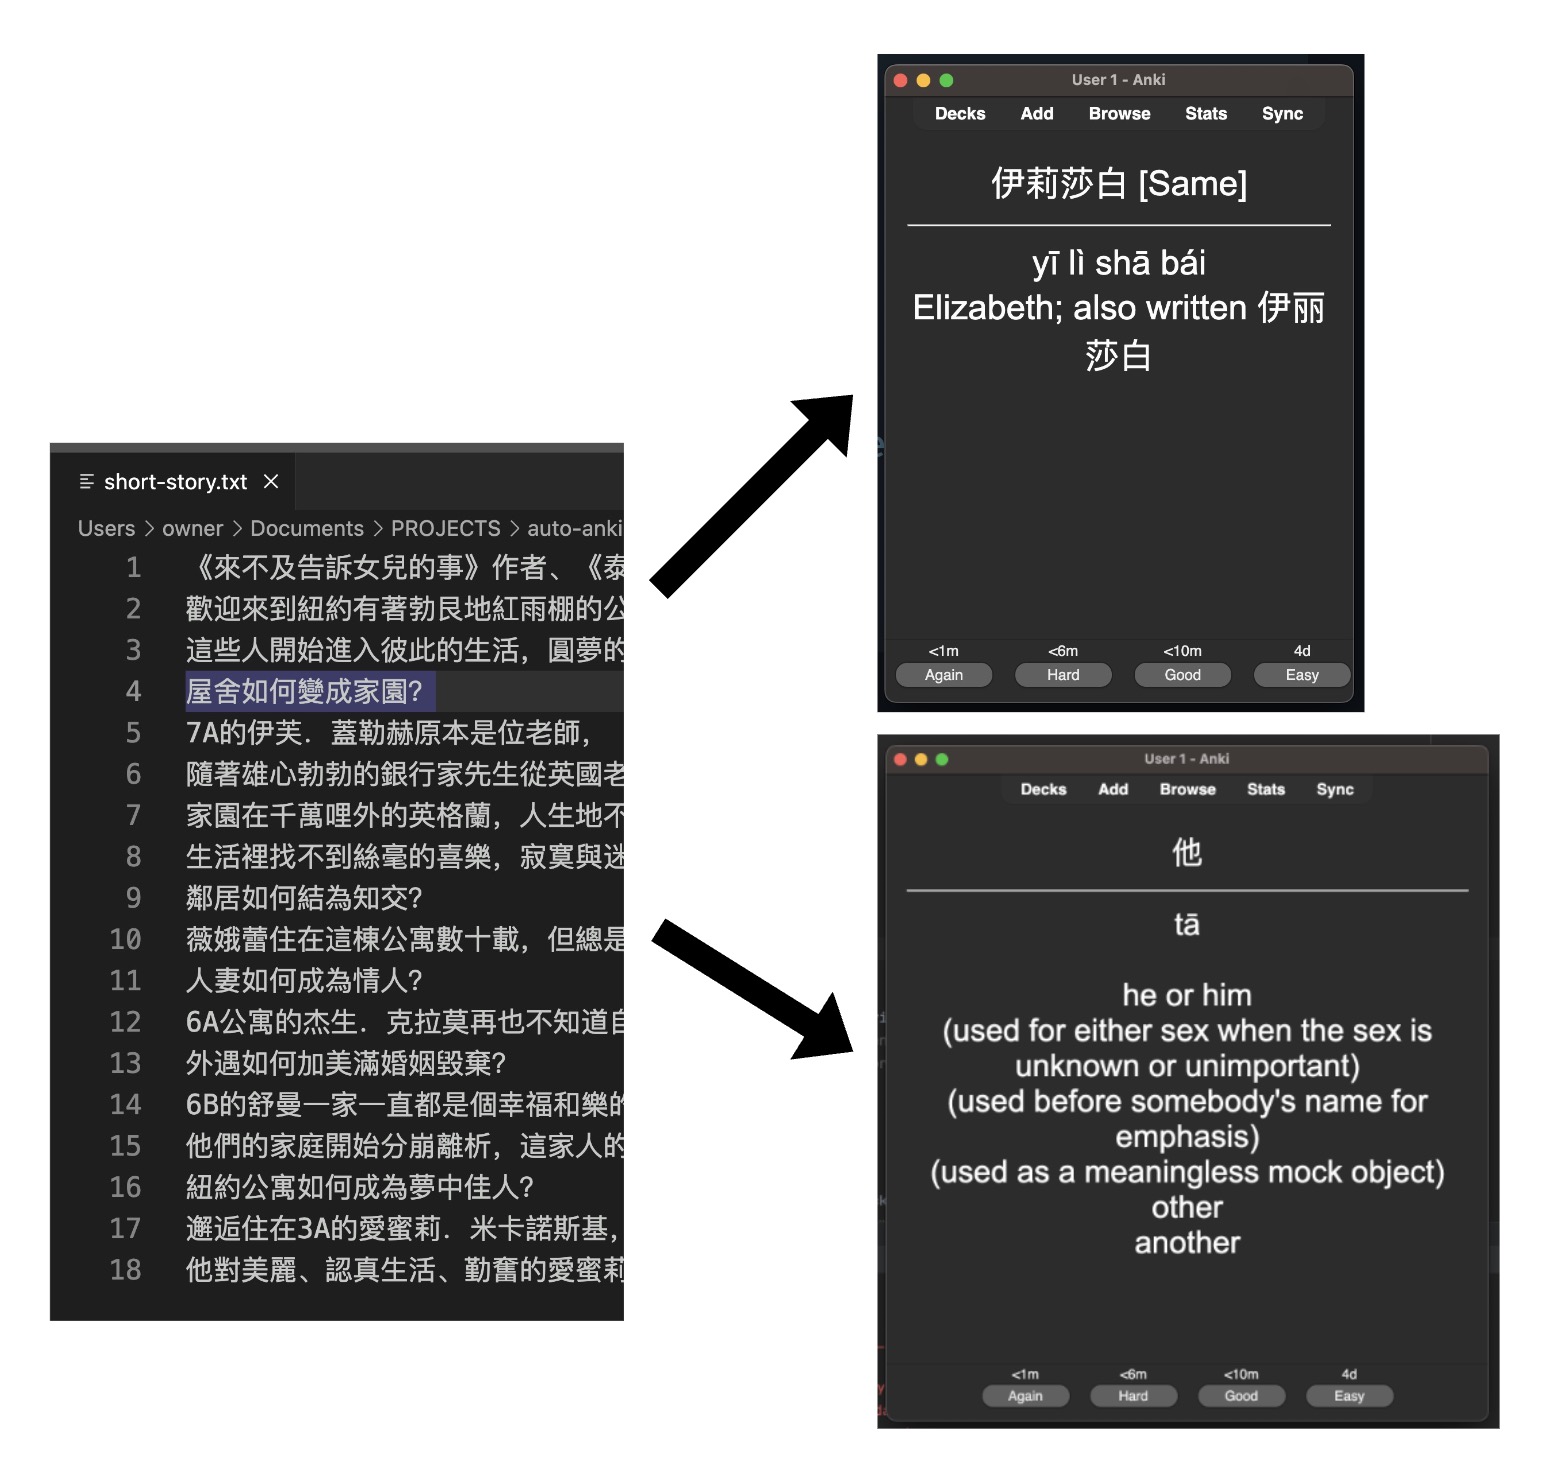 short-story.txt ×
Users > owner > Documents > PROJECTS > auto-anki
1 《來不及告訴女兒的事》作者、《泰
2 歡迎來到紐約有著勃艮地紅雨棚的公
3 這些人開始進入彼此的生活，圓夢的
4 屋舍如何變成家園？
5 7A的伊芙．蓋勒赫原本是位老師，
6 隨著雄心勃勃的銀行家先生從英國老
7 家園在千萬哩外的英格蘭，人生地不
8 生活裡找不到絲毫的喜樂，寂寞與迷
9 鄰居如何結為知交？
10 薇娥蕾住在這棟公寓數十載，但總是
11 人妻如何成為情人？
12 6A公寓的杰生．克拉莫再也不知道自
13 外遇如何加美滿婚姻毀棄？
14 6B的舒曼一家一直都是個幸福和樂的
15 他們的家庭開始分崩離析，這家人的
16 紐約公寓如何成為夢中佳人？
17 邂逅住在3A的愛蜜莉．米卡諾斯基，
18 他對美麗、認真生活、勤奮的愛蜜莉
User 1 - Anki
Decks Add Browse Stats Sync
伊莉莎白 [Same]
yī lì shā bái
Elizabeth; also written 伊丽
莎白
<1m <6m <10m 4d
Again Hard Good Easy
User 1 - Anki
Decks Add Browse Stats Sync
他
tā
he or him
(used for either sex when the sex is
unknown or unimportant)
(used before somebody's name for
emphasis)
(used as a meaningless mock object)
other
another
<1m <6m <10m 4d
Again Hard Good Easy